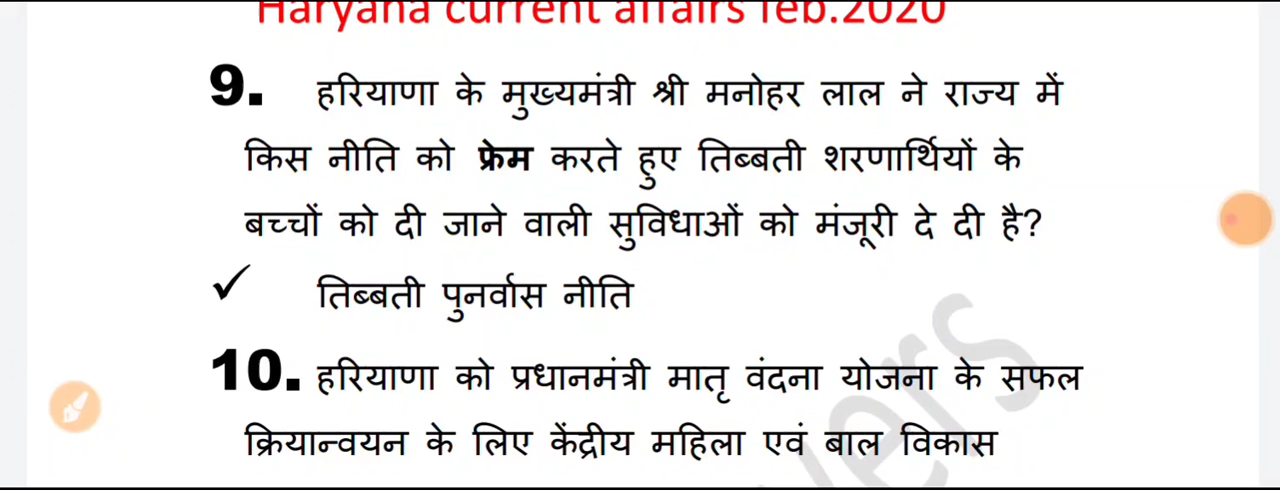 Haryana current affairs feb.2020
9. हरियाणा के मुख्यमंत्री श्री मनोहर लाल ने राज्य में
किस नीति को फ्रेम करते हुए तिब्बती शरणार्थियों के
बच्चों को दी जाने वाली सुविधाओं को मंजूरी दे दी है?
✓ तिब्बती पुनर्वास नीति
10. हरियाणा को प्रधानमंत्री मातृ वंदना योजना के सफल
क्रियान्वयन के लिए केंद्रीय महिला एवं बाल विकास